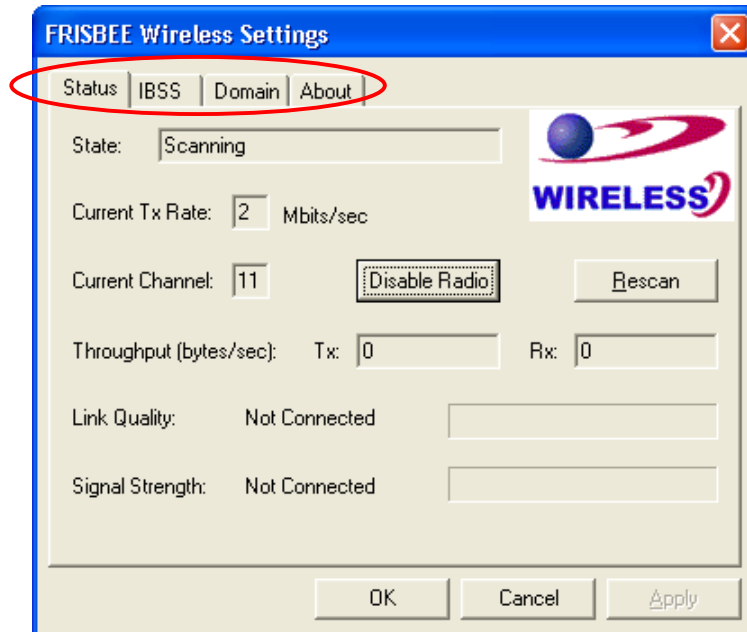 FRISBEE Wireless Settings
Status IBSS Domain About
State: Scanning
WIRELESS
Current Tx Rate: 2 Mbits/sec
Current Channel: 11 Disable Radio Rescan
Throughput (bytes/sec): Tx: 0 Rx: 0
Link Quality: Not Connected
Signal Strength: Not Connected
OK Cancel Apply